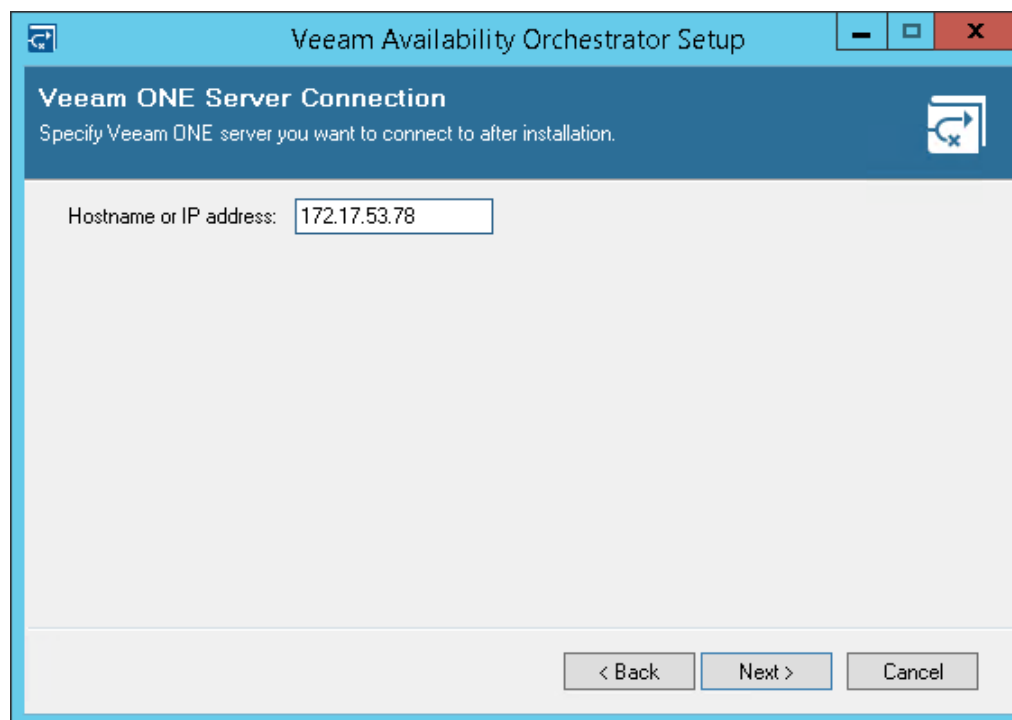 Veeam Availability Orchestrator Setup
Veeam ONE Server Connection
Specify Veeam ONE server you want to connect to after installation.
Hostname or IP address: 172.17.53.78
< Back Next > Cancel